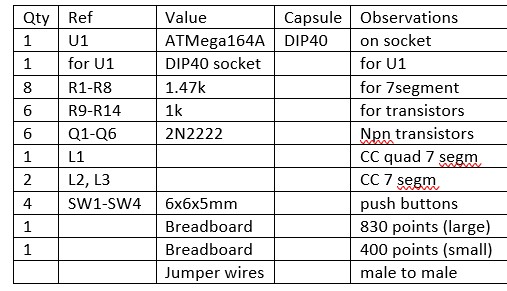 Qty Ref Value Capsule Observations
1 U1 ATMega164A DIP40 on socket
1 for U1 DIP40 socket for U1
8 R1-R8 1.47k for 7segment
6 R9-R14 1k for transistors
6 Q1-Q6 2N2222 Npn transistors
1 L1 CC quad 7 segm
2 L2, L3 CC 7 segm
4 SW1-SW4 6x6x5mm push buttons
1 Breadboard 830 points (large)
1 Breadboard 400 points (small)
Jumper wires male to male